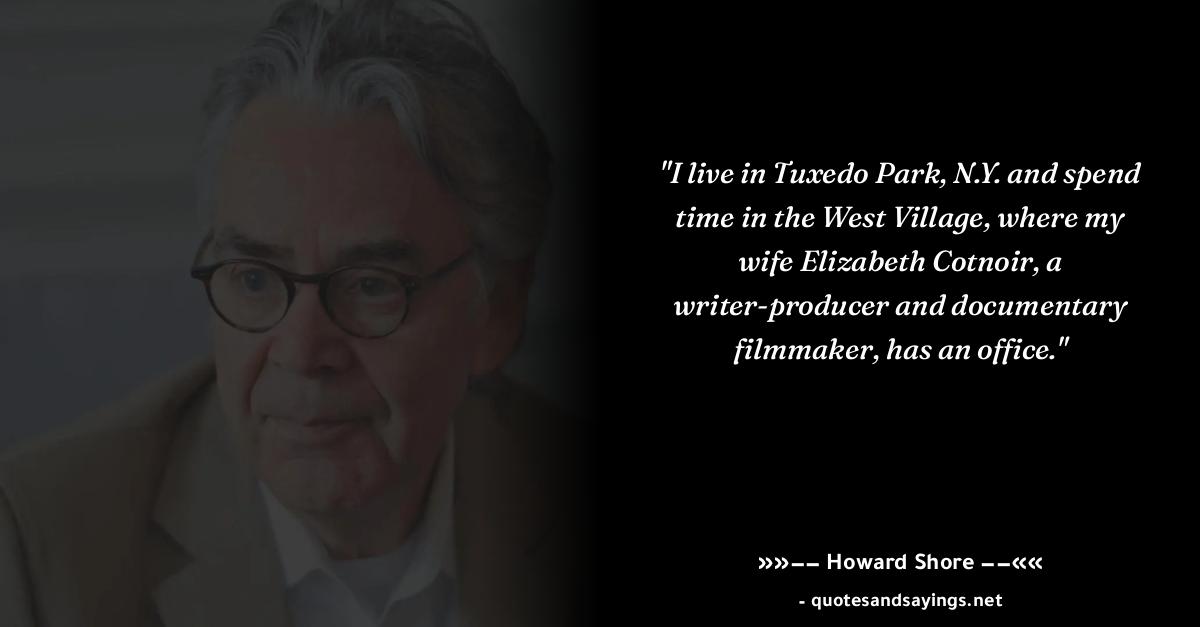 "I live in Tuxedo Park, N.Y. and spend
time in the West Village, where my
wife Elizabeth Cotnoir, a
writer-producer and documentary
filmmaker, has an office."
»»–– Howard Shore ––««
- quotesandsayings.net